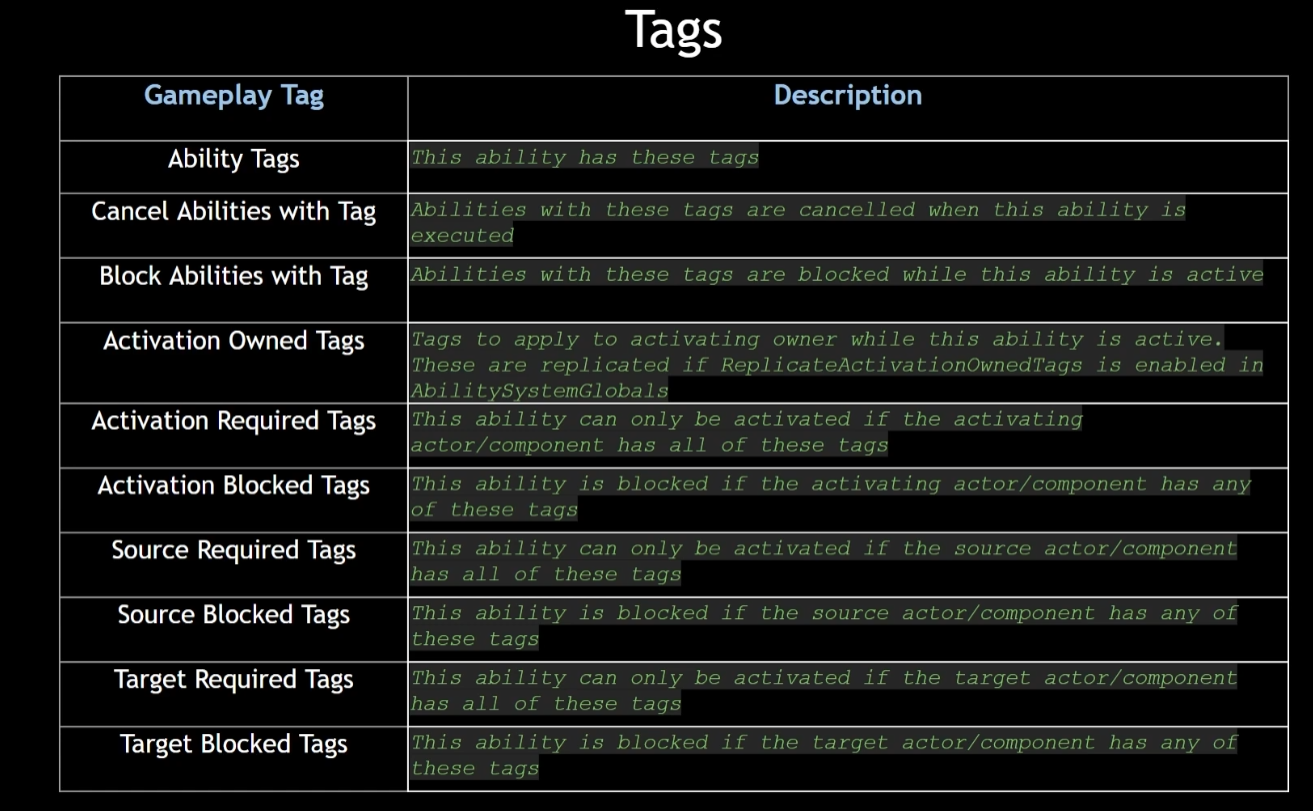 Tags
Gameplay Tag
Description
Ability Tags
This ability has these tags
Cancel Abilities with Tag
Abilities with these tags are cancelled when this ability is
executed
Block Abilities with Tag
Abilities with these tags are blocked while this ability is active
Activation Owned Tags
Tags to apply to activating owner while this ability is active.
These are replicated if ReplicateActivationOwnedTags is enabled in
AbilitySystemGlobals
Activation Required Tags
This ability can only be activated if the activating
actor/component has all of these tags
Activation Blocked Tags
This ability is blocked if the activating actor/component has any
of these tags
Source Required Tags
This ability can only be activated if the source actor/component
has all of these tags
Source Blocked Tags
This ability is blocked if the source actor/component has any of
these tags
Target Required Tags
This ability can only be activated if the target actor/component
has all of these tags
Target Blocked Tags
This ability is blocked if the target actor/component has any of
these tags